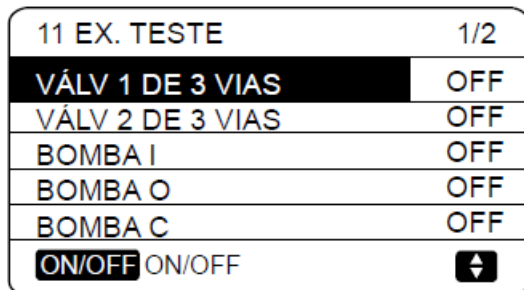 11 EX. TESTE 1/2
VÁLV 1 DE 3 VIAS OFF
VÁLV 2 DE 3 VIAS OFF
BOMBA I OFF
BOMBA O OFF
BOMBA C OFF
ON/OFF ON/OFF